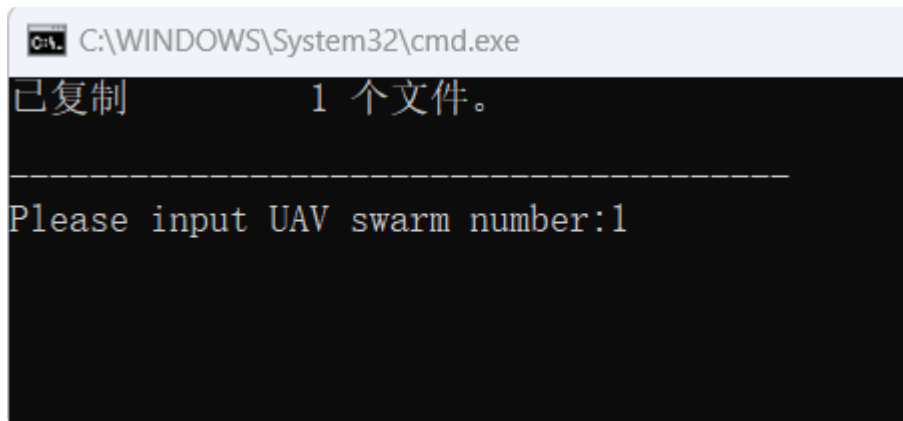 C:\WINDOWS\System32\cmd.exe
已复制         1 个文件。
---------------------------------------
Please input UAV swarm number:1